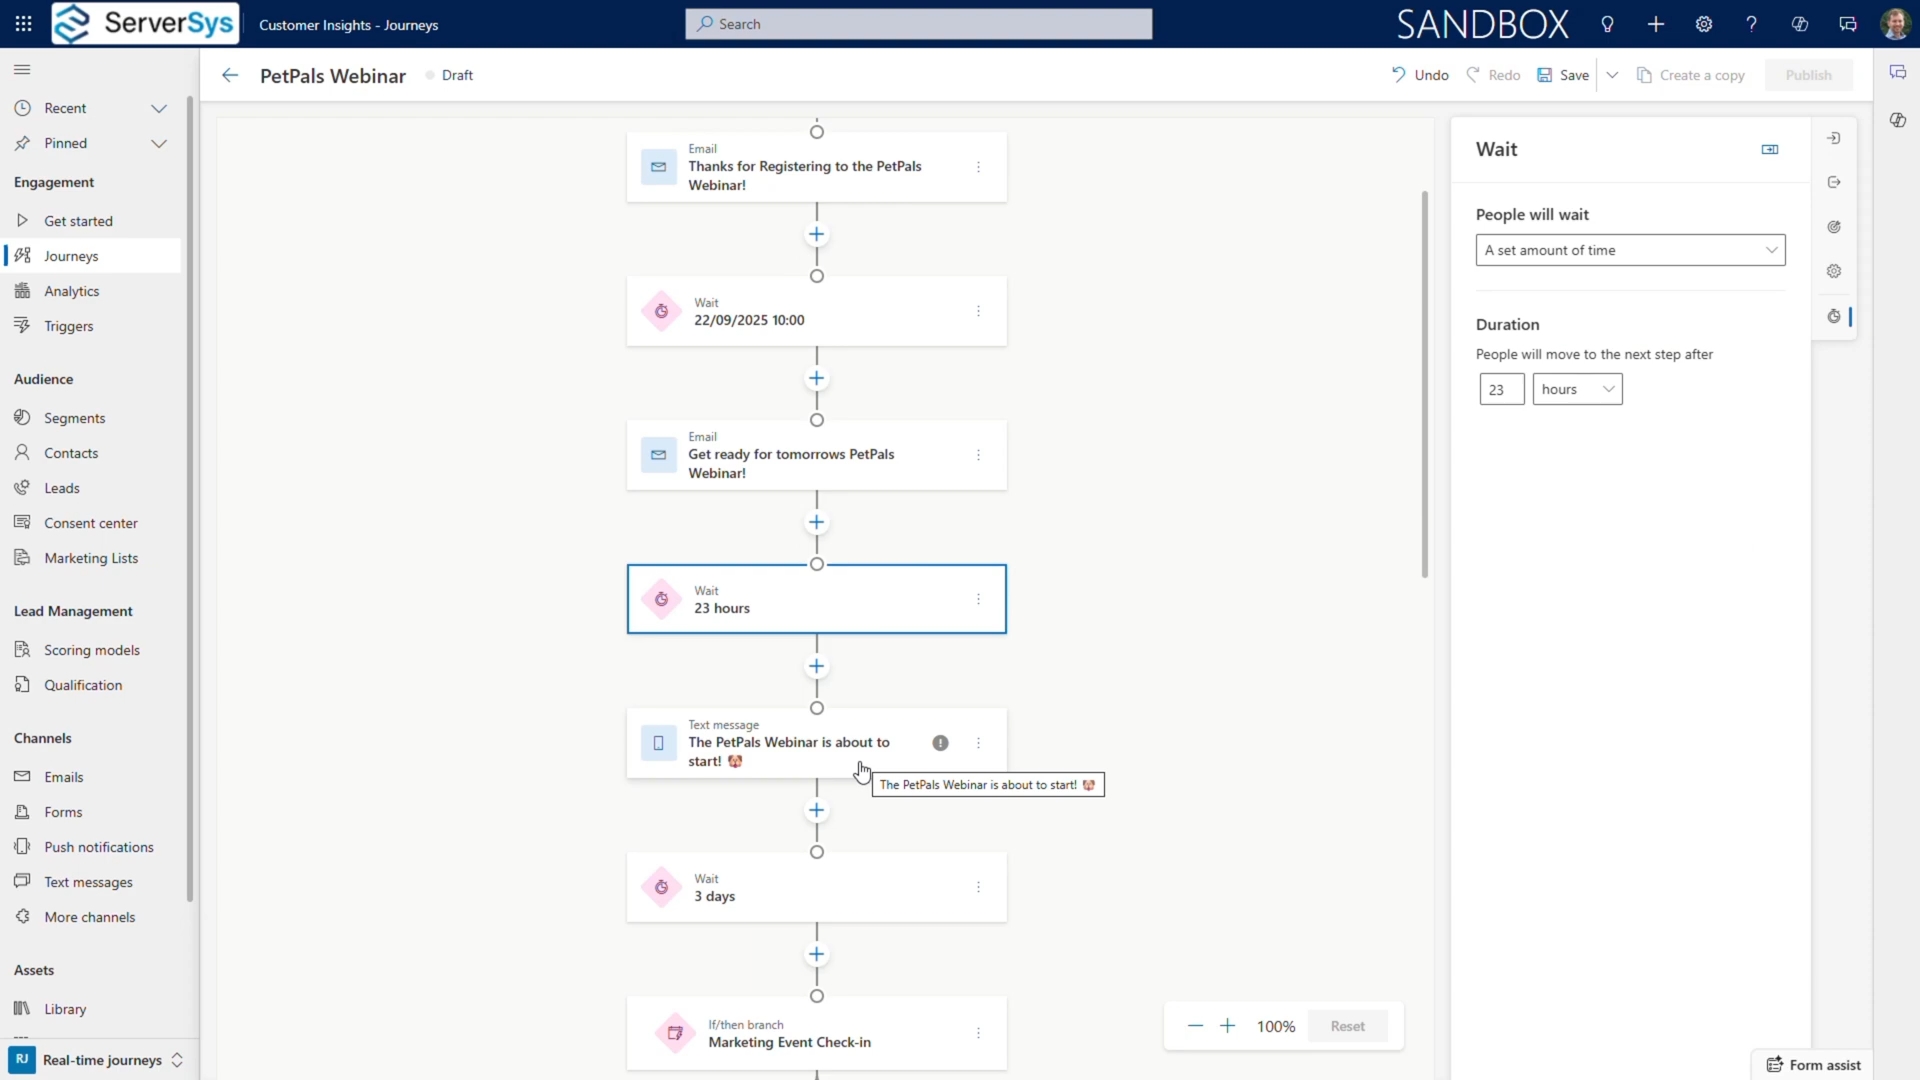 ServerSys
Customer Insights - Journeys
Search
SANDBOX
PetPals Webinar
Draft
Undo
Redo
Save
Create a copy
Publish
Recent
Pinned
Engagement
Get started
Journeys
Analytics
Triggers
Audience
Segments
Contacts
Leads
Consent center
Marketing Lists
Lead Management
Scoring models
Qualification
Channels
Emails
Forms
Push notifications
Text messages
More channels
Assets
Library
RJ
Real-time journeys
Email
Thanks for Registering to the PetPals
Webinar!
Wait
22/09/2025 10:00
Email
Get ready for tomorrows PetPals
Webinar!
Wait
23 hours
Text message
The PetPals Webinar is about to
start! 🐶
The PetPals Webinar is about to start! 🐶
Wait
3 days
If/then branch
Marketing Event Check-in
100%
Reset
Wait
People will wait
A set amount of time
Duration
People will move to the next step after
23
hours
Form assist